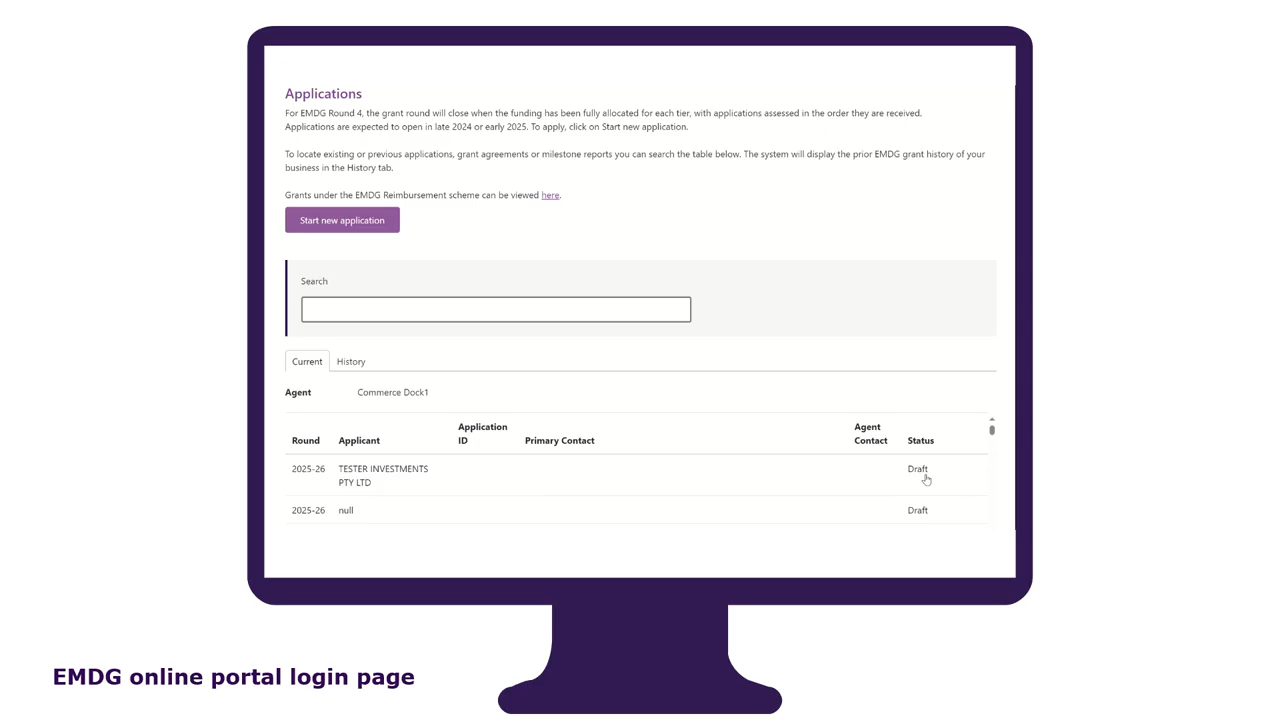 Applications
For EMDG Round 4, the grant round will close when the funding has been fully allocated for each tier, with applications assessed in the order they are received.
Applications are expected to open in late 2024 or early 2025. To apply, click on Start new application.
To locate existing or previous applications, grant agreements or milestone reports you can search the table below. The system will display the prior EMDG grant history of your
business in the History tab.
Grants under the EMDG Reimbursement scheme can be viewed here.
Start new application
Search
Current History
Agent Commerce Dock1
Round Applicant Application ID Primary Contact Agent Contact Status
2025-26 TESTER INVESTMENTS PTY LTD Draft
2025-26 null Draft
EMDG online portal login page